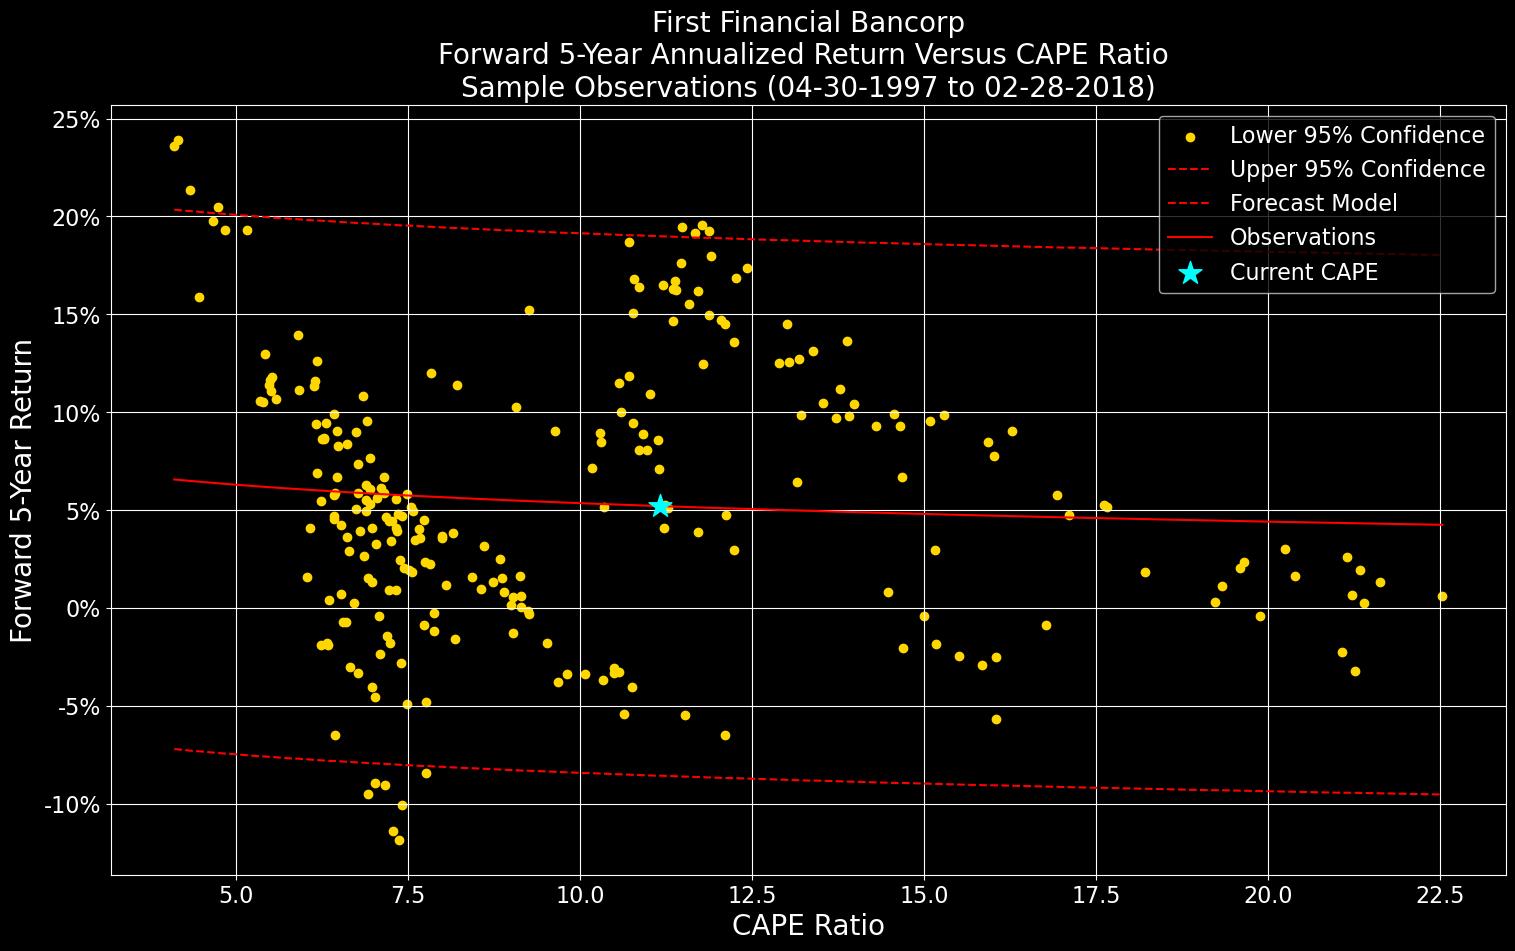 First Financial Bancorp
Forward 5-Year Annualized Return Versus CAPE Ratio
Sample Observations (04-30-1997 to 02-28-2018)
Lower 95% Confidence
Upper 95% Confidence
Forecast Model
Observations
Current CAPE
Forward 5-Year Return
25%
20%
15%
10%
5%
0%
-5%
-10%
5.0 7.5 10.0 12.5 15.0 17.5 20.0 22.5
CAPE Ratio